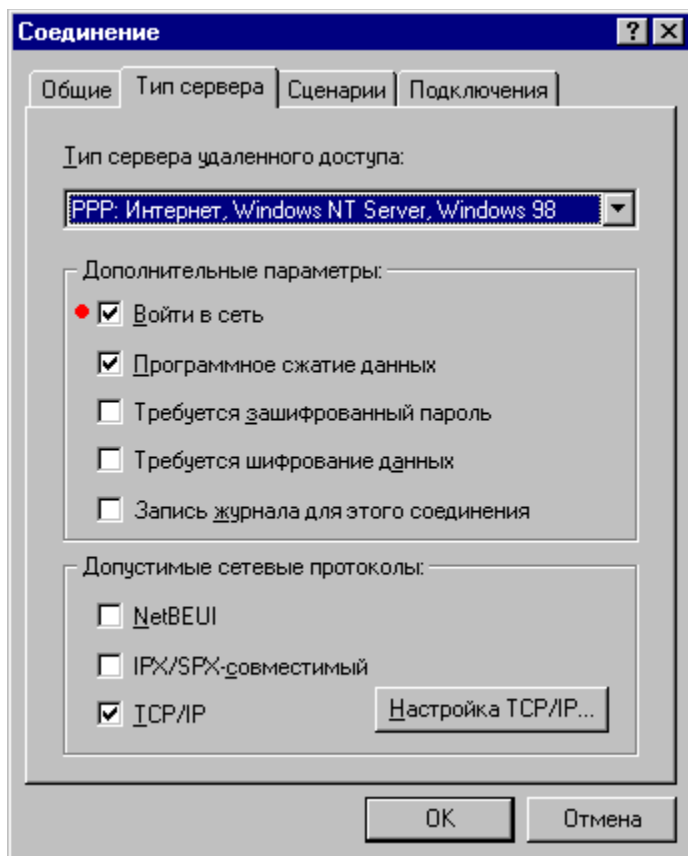 Соединение
Общие Тип сервера Сценарии Подключения
Тип сервера удаленного доступа:
PPP: Интернет, Windows NT Server, Windows 98
Дополнительные параметры:
Войти в сеть
Программное сжатие данных
Требуется зашифрованный пароль
Требуется шифрование данных
Запись журнала для этого соединения
Допустимые сетевые протоколы:
NetBEUI
IPX/SPX-совместимый
TCP/IP Настройка TCP/IP...
OK Отмена